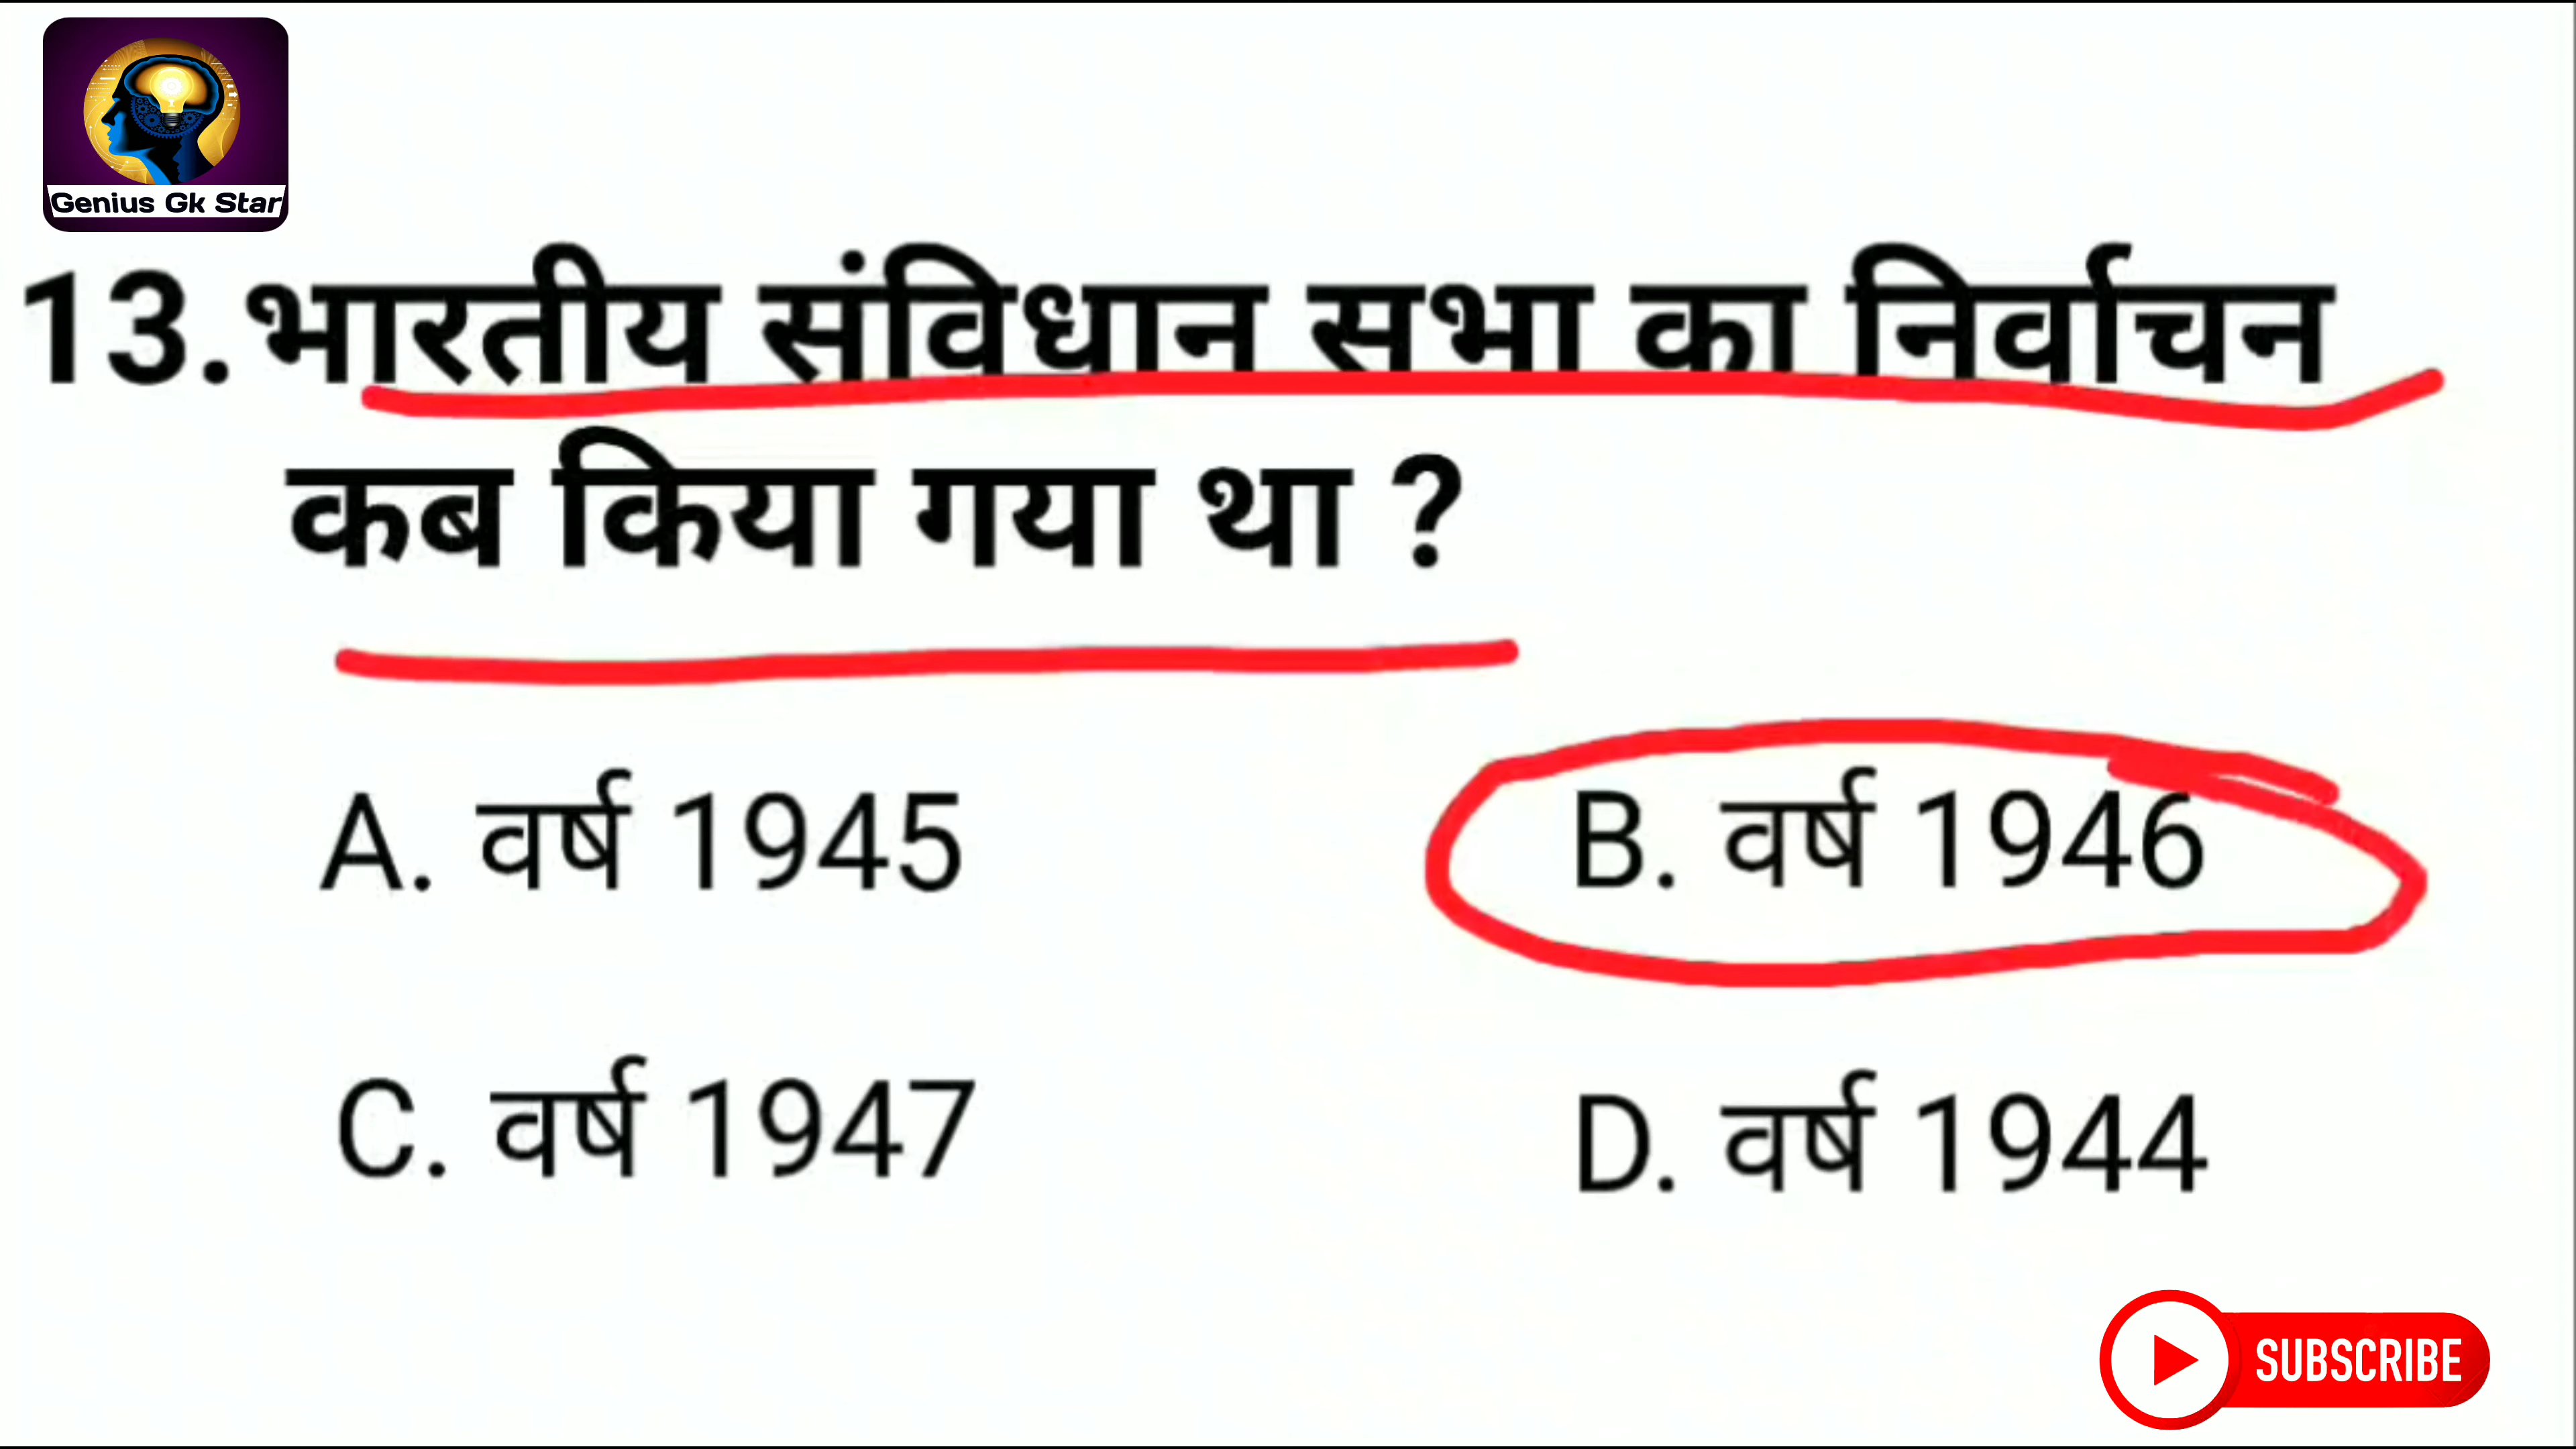 Genius Gk Star
13.भारतीय संविधान सभा का निर्वाचन
कब किया गया था ?
A. वर्ष 1945
B. वर्ष 1946
C. वर्ष 1947
D. वर्ष 1944
SUBSCRIBE